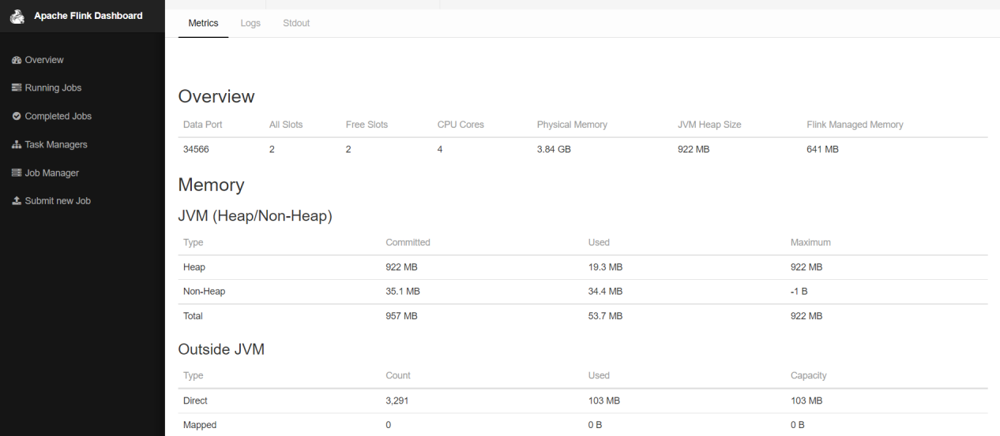 Apache Flink Dashboard
Overview
Running Jobs
Completed Jobs
Task Managers
Job Manager
Submit new Job
Metrics Logs Stdout
Overview
Data Port All Slots Free Slots CPU Cores Physical Memory JVM Heap Size Flink Managed Memory
34566 2 2 4 3.84 GB 922 MB 641 MB
Memory
JVM (Heap/Non-Heap)
Type Committed Used Maximum
Heap 922 MB 19.3 MB 922 MB
Non-Heap 35.1 MB 34.4 MB -1 B
Total 957 MB 53.7 MB 922 MB
Outside JVM
Type Count Used Capacity
Direct 3,291 103 MB 103 MB
Mapped 0 0 B 0 B